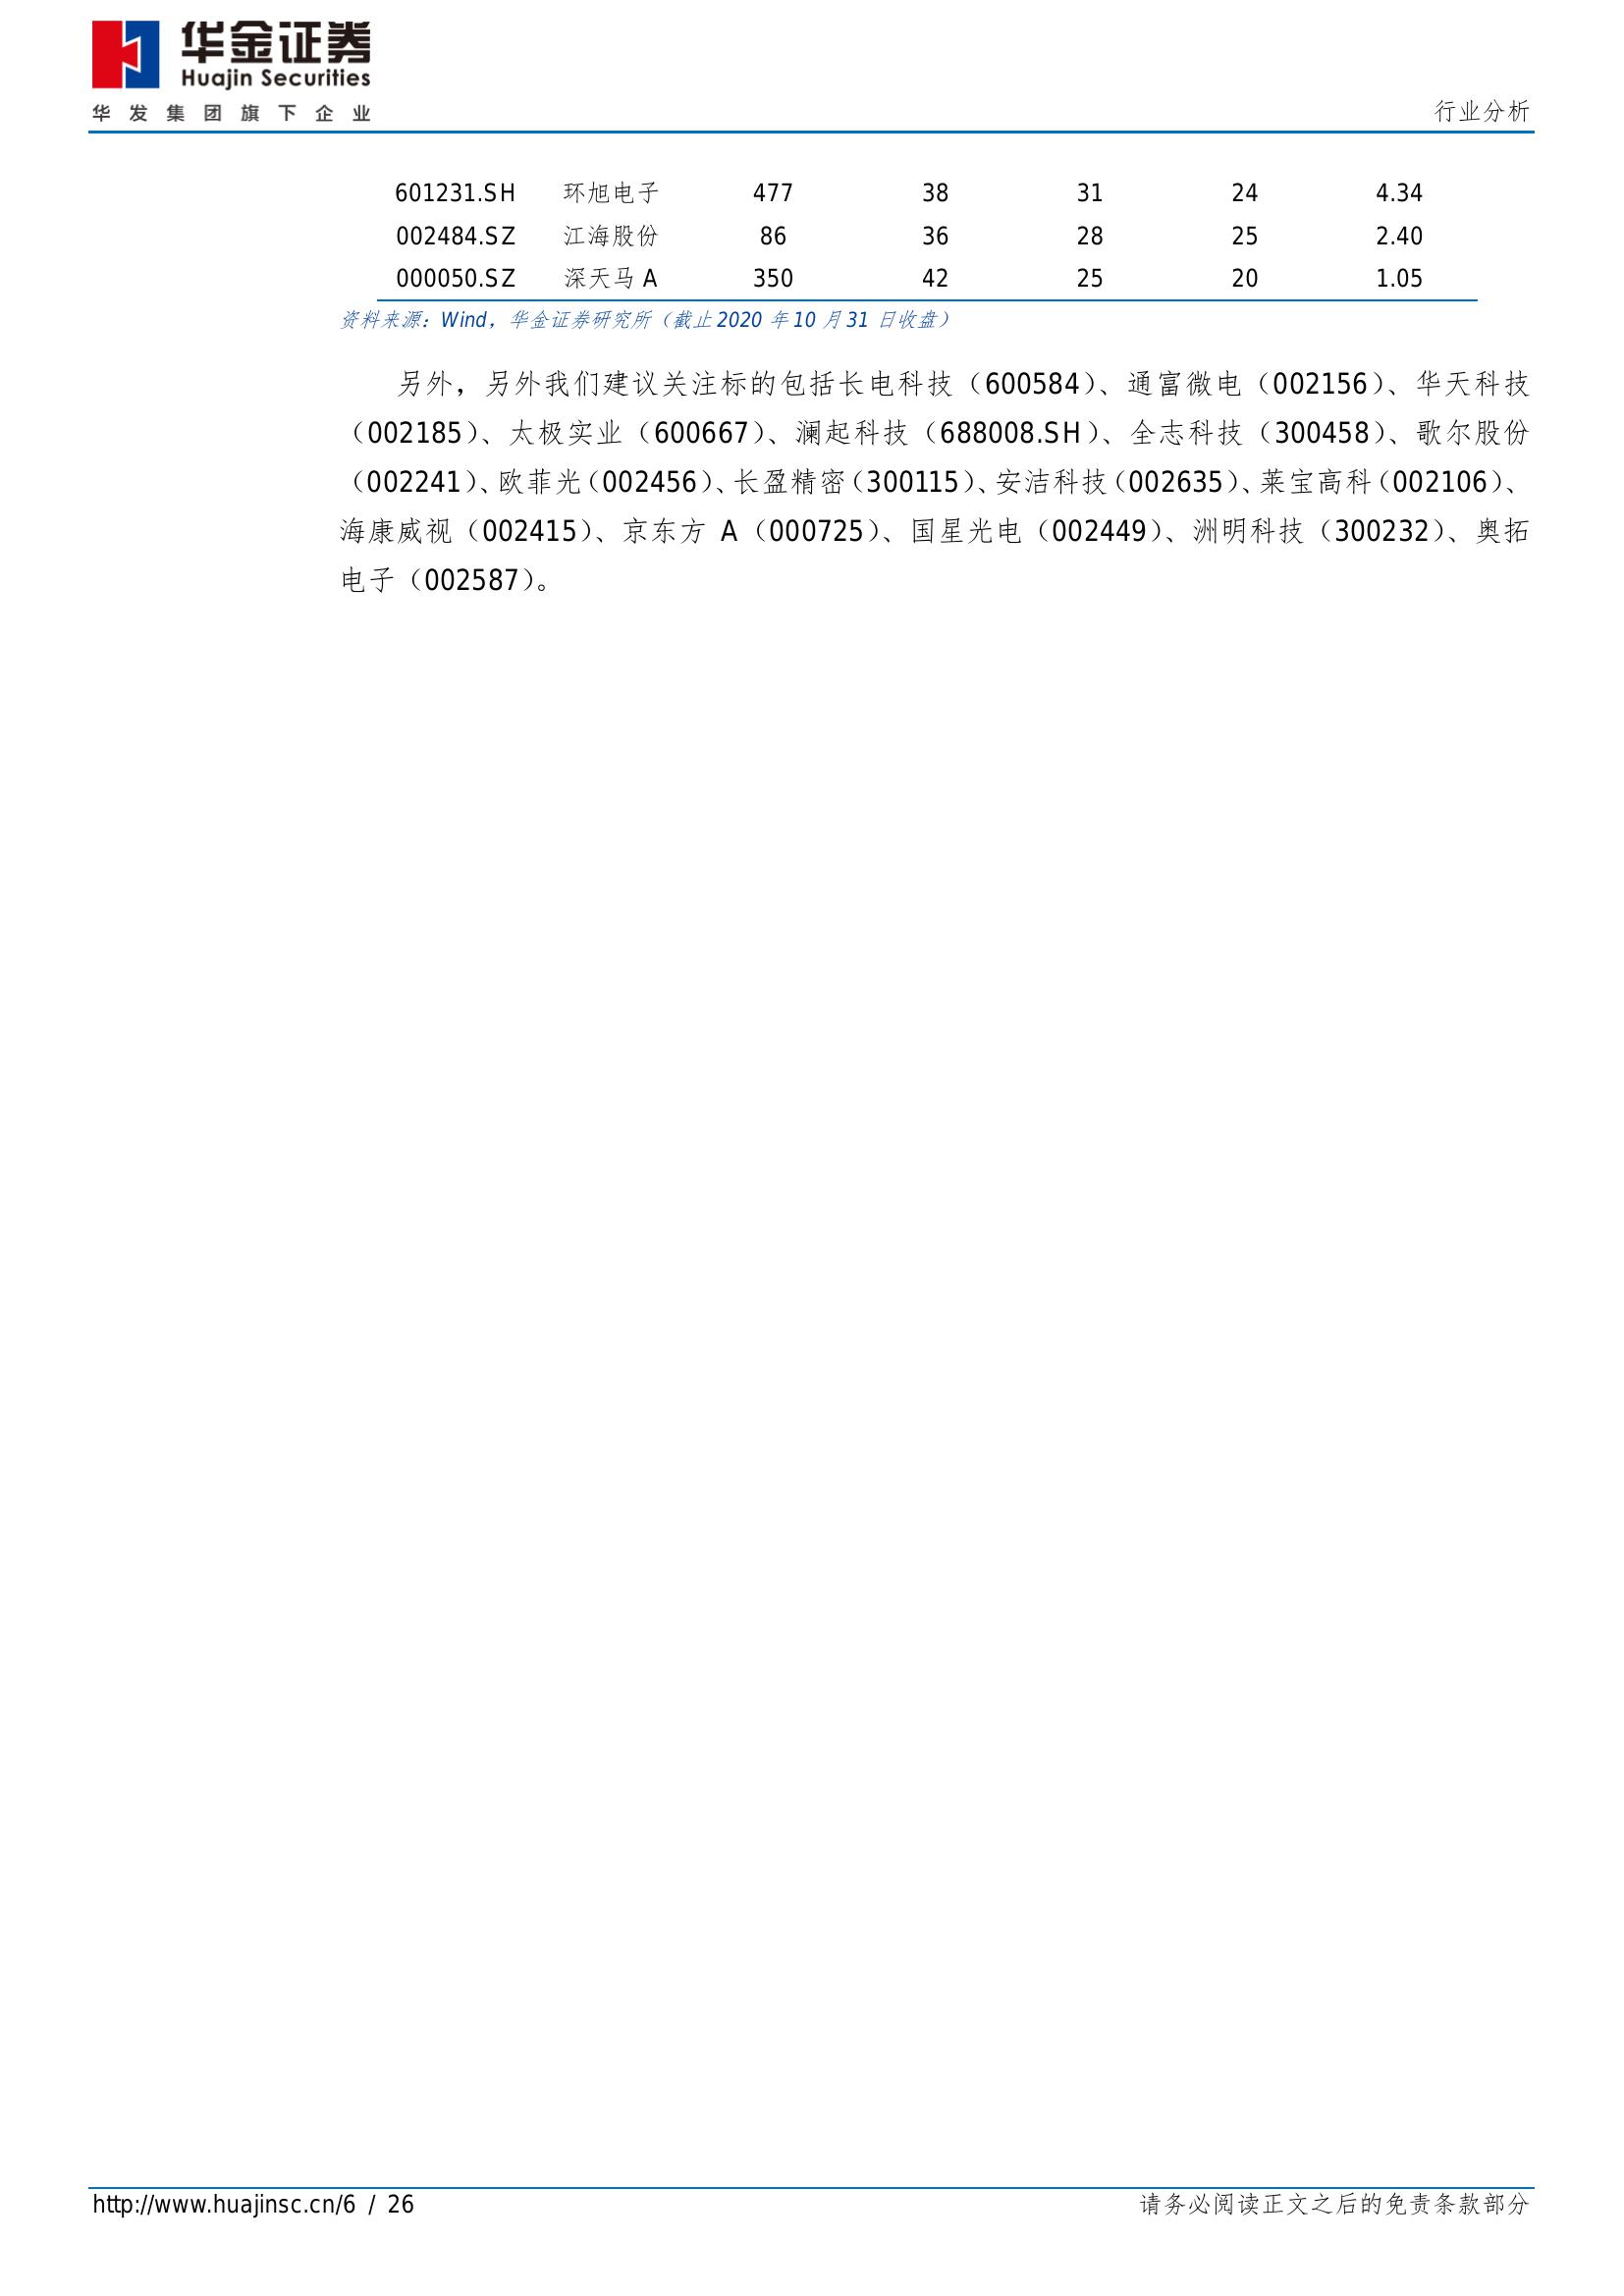 华金证券
Huajin Securities
华发集团旗下企业
行业分析
601231.SH 环旭电子 477 38 31 24 4.34
002484.SZ 江海股份 86 36 28 25 2.40
000050.SZ 深天马 A 350 42 25 20 1.05
资料来源：Wind，华金证券研究所（截止 2020 年 10 月 31 日收盘）
另外，另外我们建议关注标的包括长电科技（600584）、通富微电（002156）、华天科技
（002185）、太极实业（600667）、澜起科技（688008.SH）、全志科技（300458）、歌尔股份
（002241）、欧菲光（002456）、长盈精密（300115）、安洁科技（002635）、莱宝高科（002106）、
海康威视（002415）、京东方 A（000725）、国星光电（002449）、洲明科技（300232）、奥拓
电子（002587）。
http://www.huajinsc.cn/6 / 26 请务必阅读正文之后的免责条款部分